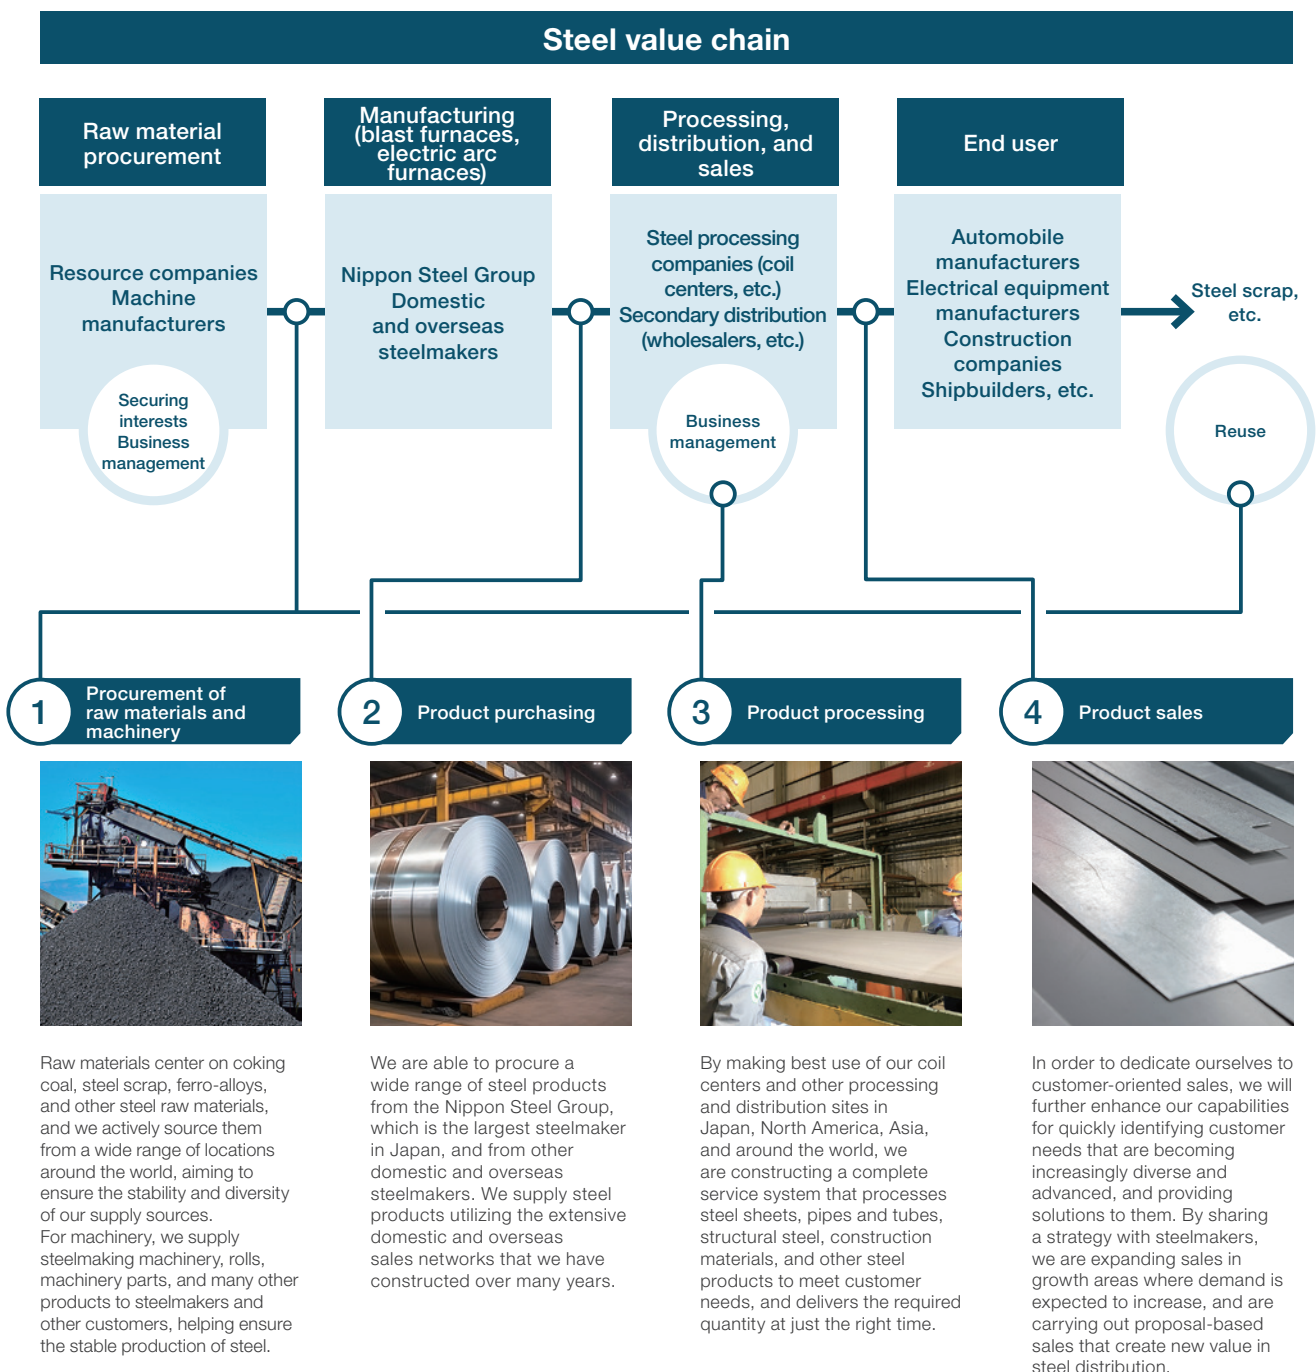 Steel value chain
Raw material
procurement
Manufacturing
(blast furnaces,
electric arc
furnaces)
Processing,
distribution, and
sales
End user
Resource companies
Machine
manufacturers
Securing
interests
Business
management
Nippon Steel Group
Domestic
and overseas
steelmakers
Steel processing
companies (coil
centers, etc.)
Secondary distribution
(wholesalers, etc.)
Business
management
Automobile
manufacturers
Electrical equipment
manufacturers
Construction
companies
Shipbuilders, etc.
Steel scrap,
etc.
Reuse
1
Procurement of
raw materials and
machinery
2
Product purchasing
3
Product processing
4
Product sales
Raw materials center on coking
coal, steel scrap, ferro-alloys,
and other steel raw materials,
and we actively source them
from a wide range of locations
around the world, aiming to
ensure the stability and diversity
of our supply sources.
For machinery, we supply
steelmaking machinery, rolls,
machinery parts, and many other
products to steelmakers and
other customers, helping ensure
the stable production of steel.
We are able to procure a
wide range of steel products
from the Nippon Steel Group,
which is the largest steelmaker
in Japan, and from other
domestic and overseas
steelmakers. We supply steel
products utilizing the extensive
domestic and overseas
sales networks that we have
constructed over many years.
By making best use of our coil
centers and other processing
and distribution sites in
Japan, North America, Asia,
and around the world, we
are constructing a complete
service system that processes
steel sheets, pipes and tubes,
structural steel, construction
materials, and other steel
products to meet customer
needs, and delivers the required
quantity at just the right time.
In order to dedicate ourselves to
customer-oriented sales, we will
further enhance our capabilities
for quickly identifying customer
needs that are becoming
increasingly diverse and
advanced, and providing
solutions to them. By sharing
a strategy with steelmakers,
we are expanding sales in
growth areas where demand is
expected to increase, and are
carrying out proposal-based
sales that create new value in
steel distribution.